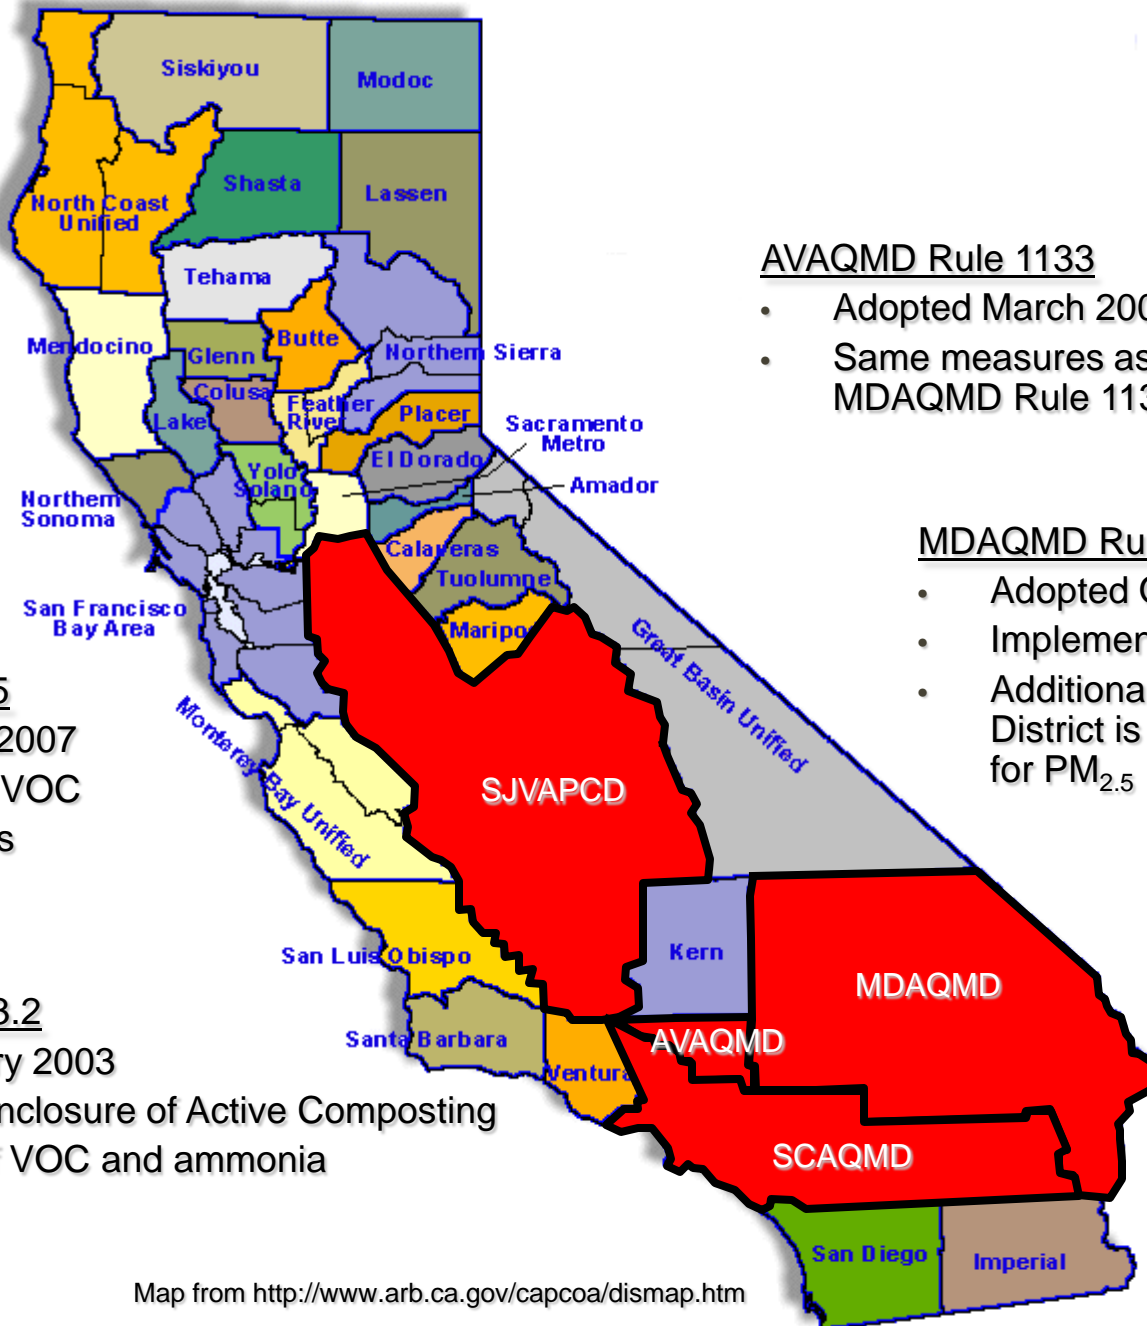 Siskiyou
Modoc
Shasta
Lassen
North Coast
Unified
Tehama
Mendocino
Glenn
Butte
Northern Sierra
Colusa
Lake
Feather
River
Placer
Sacramento
Metro
El Dorado
Yolo
Solano
Amador
Northern
Sonoma
Calaveras
Tuolumne
San Francisco
Bay Area
Maripo
Great Basin Unified
Monterey Bay Unified
SJVAPCD
San Luis Obispo
Kern
MDAQMD
Santa Barbara
AVAQMD
Ventura
SCAQMD
San Diego
Imperial
AVAQMD Rule 1133
• Adopted March 200
• Same measures as
MDAQMD Rule 113
MDAQMD Ru
• Adopted
• Implemen
• Additiona
District is
for PM2.5
5
2007
VOC
s
3.2
ry 2003
nclosure of Active Composting
VOC and ammonia
Map from http://www.arb.ca.gov/capcoa/dismap.htm